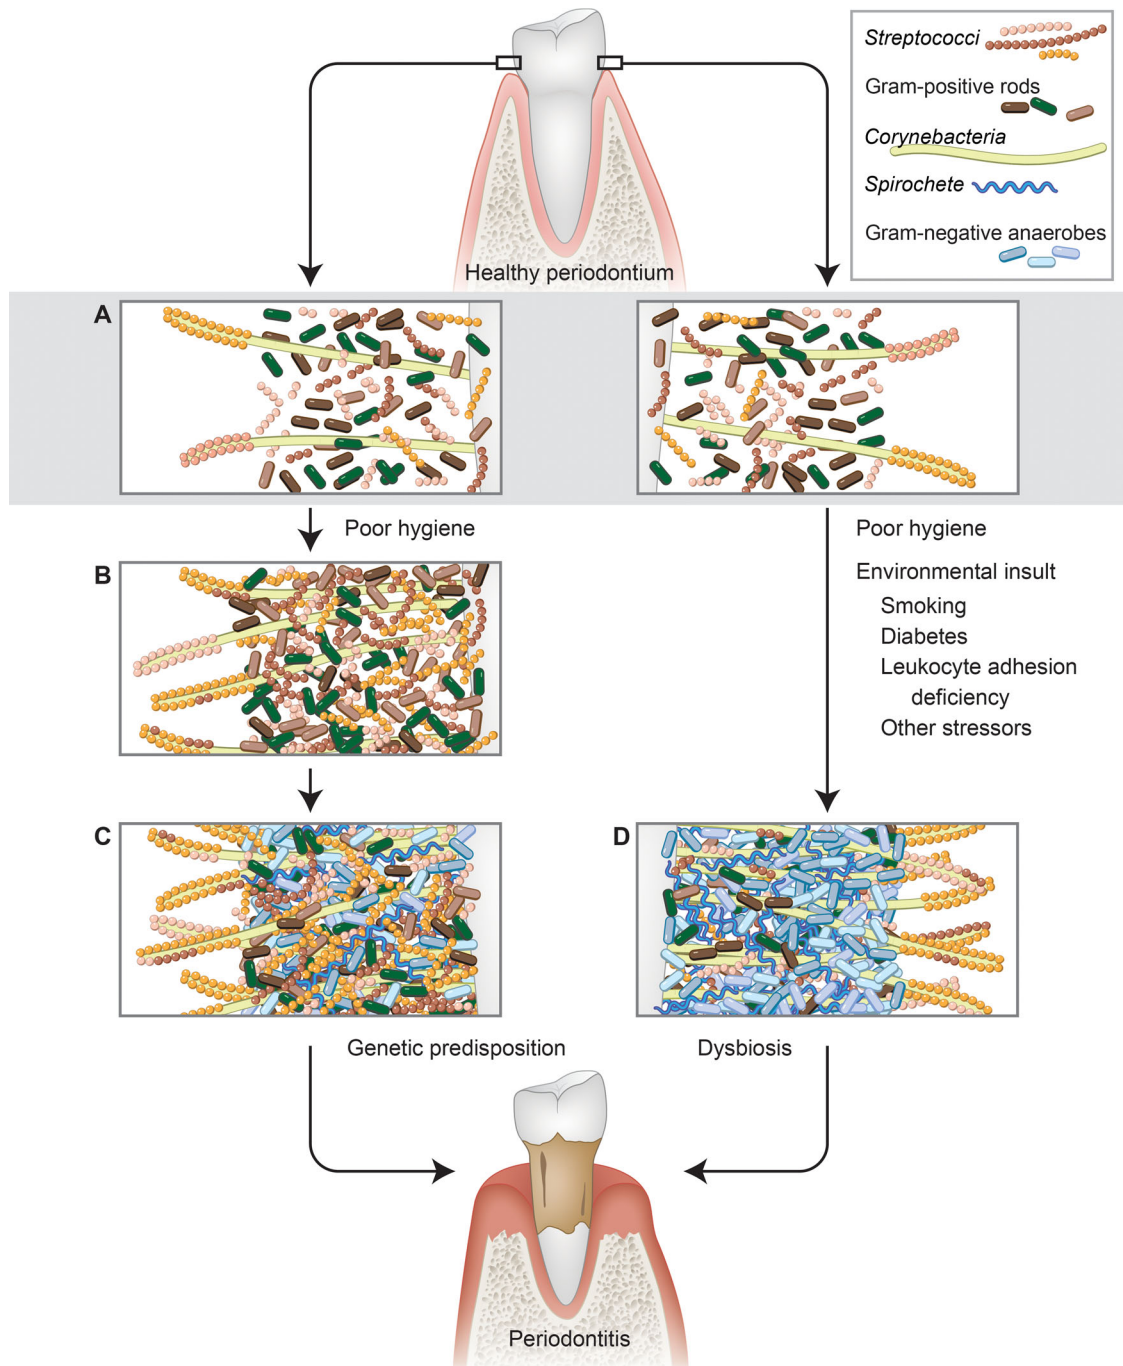 Streptococci
Gram-positive rods
Corynebacteria
Spirochete
Gram-negative anaerobes
Healthy periodontium
A
Poor hygiene
B
C
Genetic predisposition
Poor hygiene
Environmental insult
Smoking
Diabetes
Leukocyte adhesion
deficiency
Other stressors
D
Dysbiosis
Periodontitis